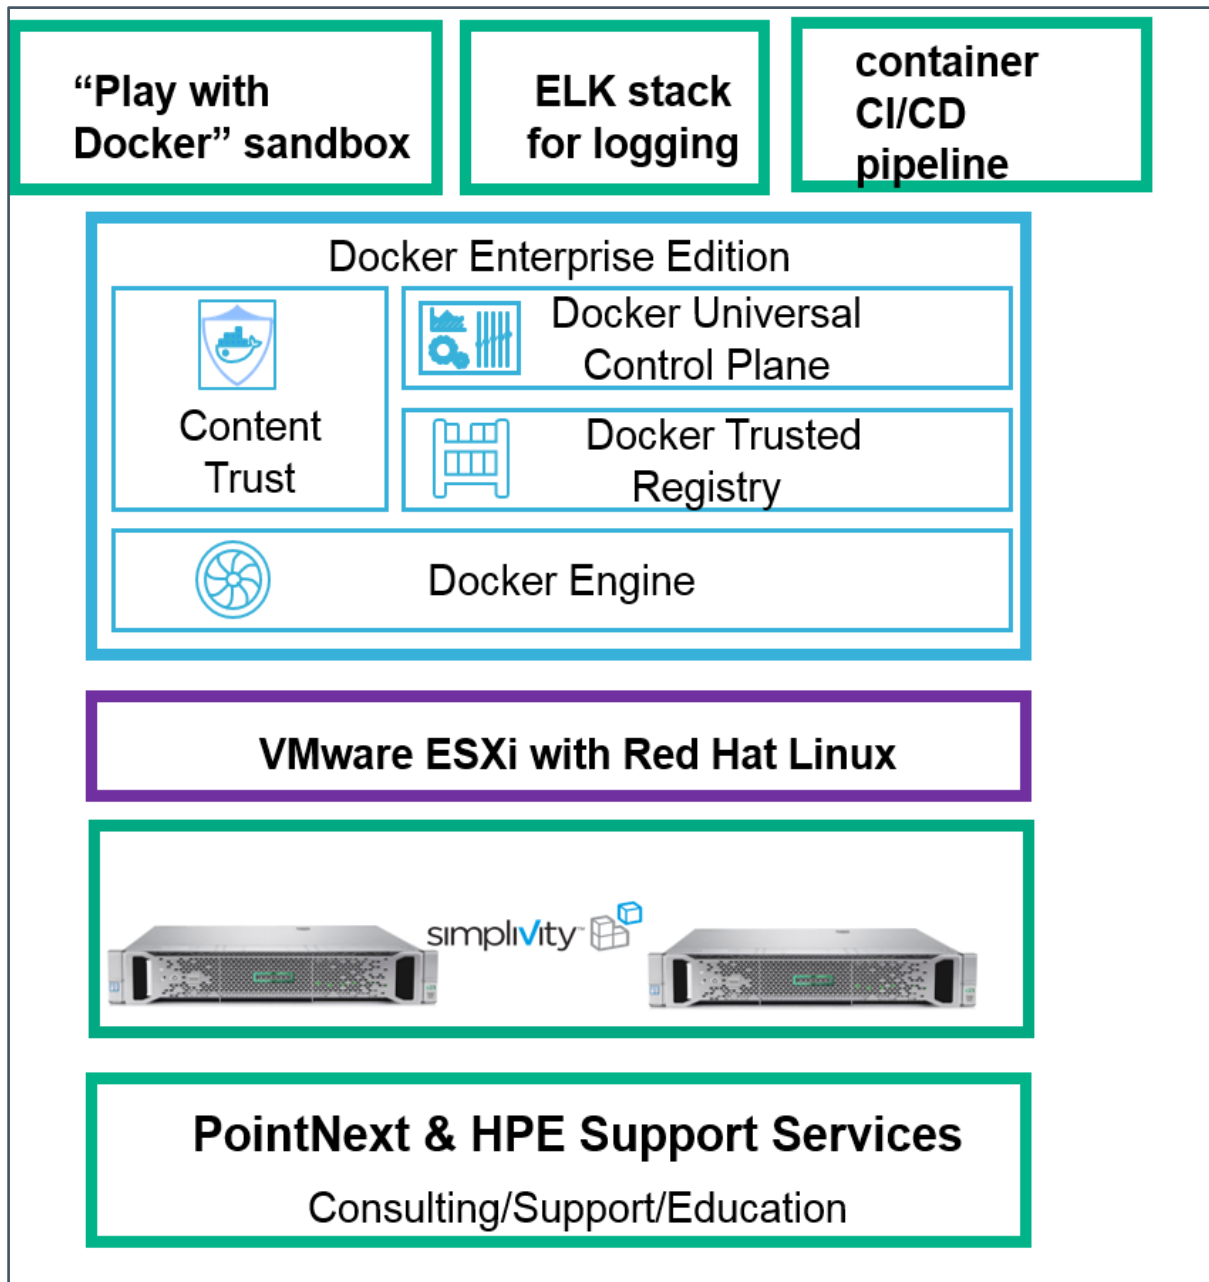 “Play with
Docker” sandbox
ELK stack
for logging
container
CI/CD
pipeline
Docker Enterprise Edition
Content
Trust
Docker Universal
Control Plane
Docker Trusted
Registry
Docker Engine
VMware ESXi with Red Hat Linux
simplivity™
PointNext & HPE Support Services
Consulting/Support/Education